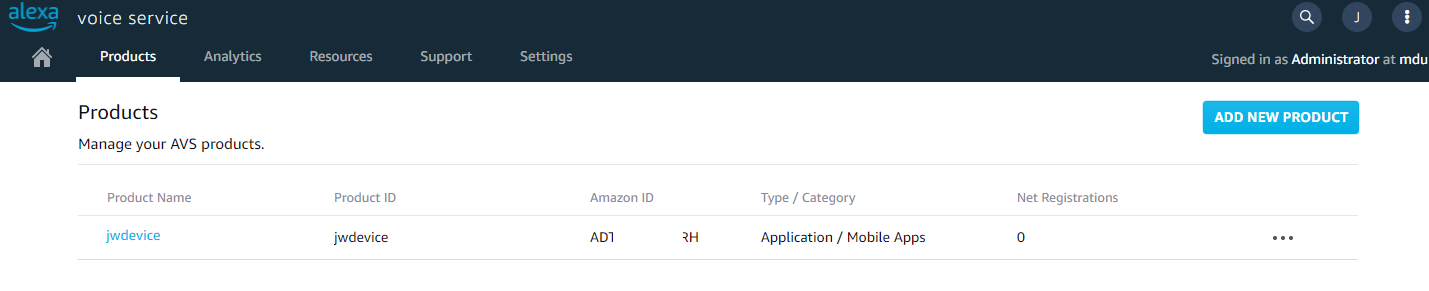 alexa
voice service
J
Products Analytics Resources Support Settings
Signed in as Administrator at mdu
Products
ADD NEW PRODUCT
Manage your AVS products.
Product Name Product ID Amazon ID Type / Category Net Registrations
jwdevice jwdevice ADT RH Application / Mobile Apps 0